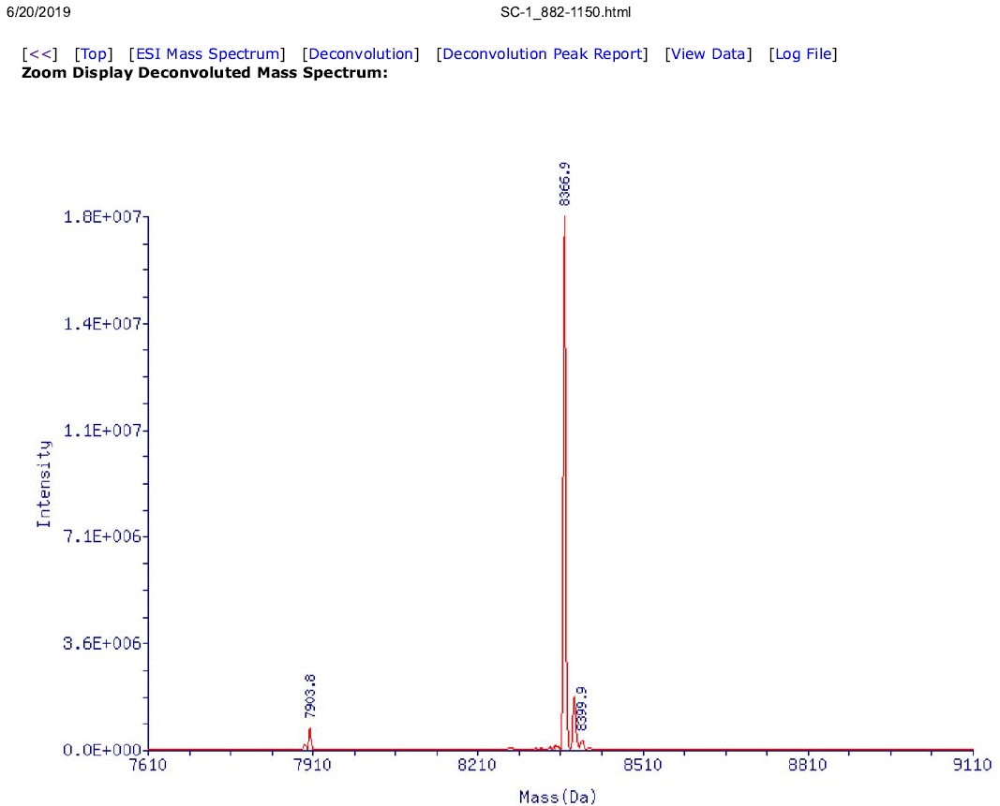 6/20/2019 SC-1_882-1150.html
[<<] [Top] [ESI Mass Spectrum] [Deconvolution] [Deconvolution Peak Report] [View Data] [Log File]
Zoom Display Deconvoluted Mass Spectrum:
8366.9
1.8E+007
1.4E+007
1.1E+007
Intensity
7.1E+006
3.6E+006
7903.8
8399.9
0.0E+000
7610 7910 8210 8510 8810 9110
Mass(Da)